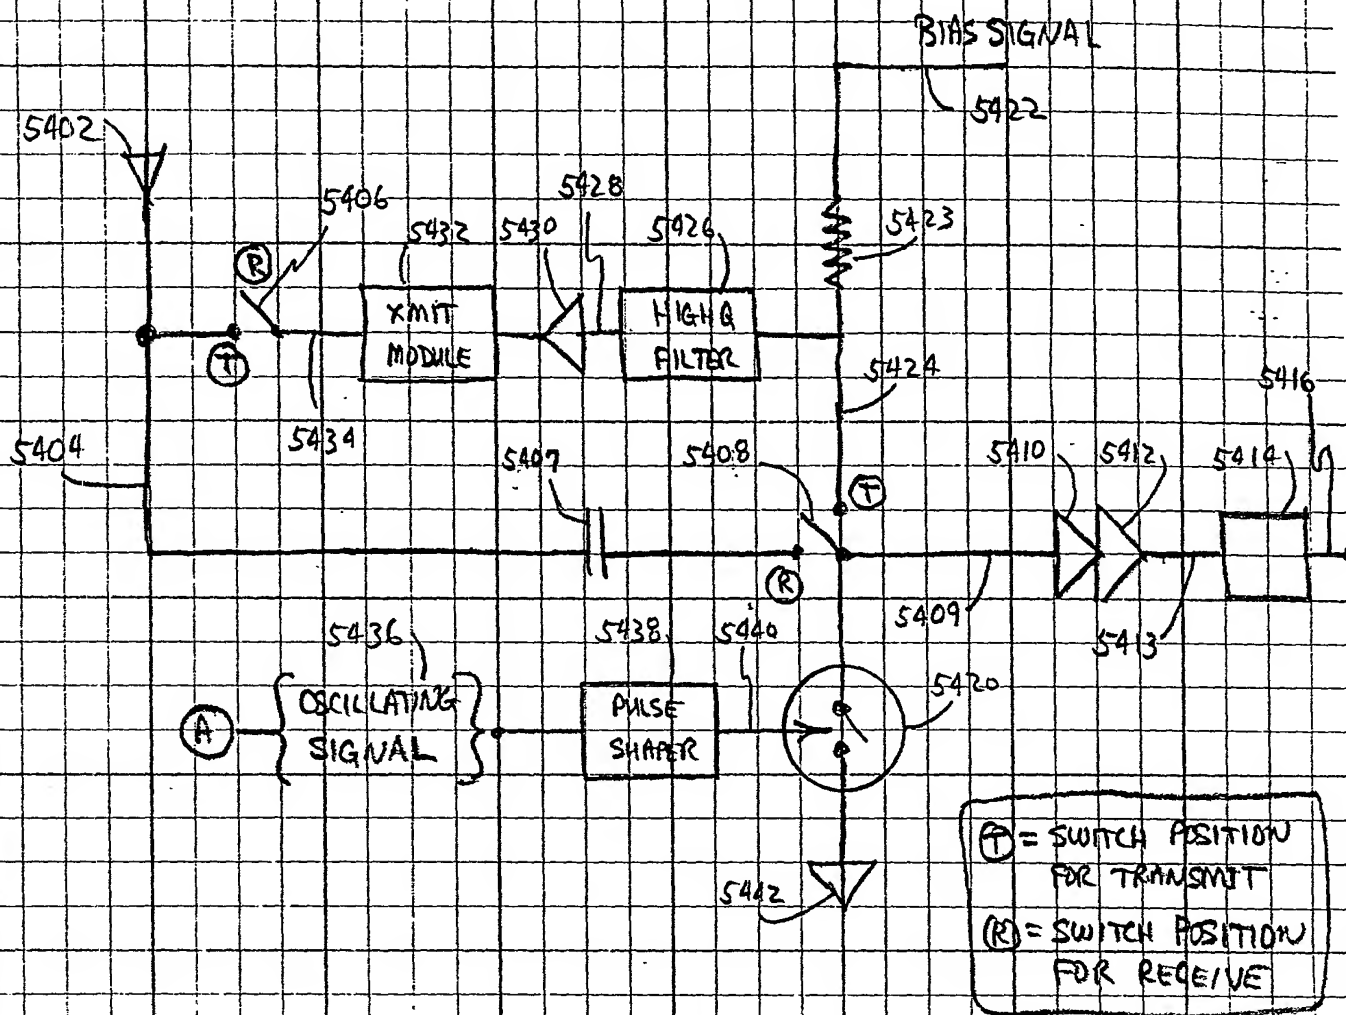 BIAS SIGNAL
5422
5402
5406
5432
5430
5428
5426
5423
R
XMIT
MODULE
HIGH Q
FILTER
T
5424
5416
5434
5404
5407
5408
T
5410
5412
5414
R
5409
5413
5436
5438
5440
5420
A
OSCILLATING
SIGNAL
PULSE
SHAPER
5442
T = SWITCH POSITION
FOR TRANSMIT
R = SWITCH POSITION
FOR RECEIVE